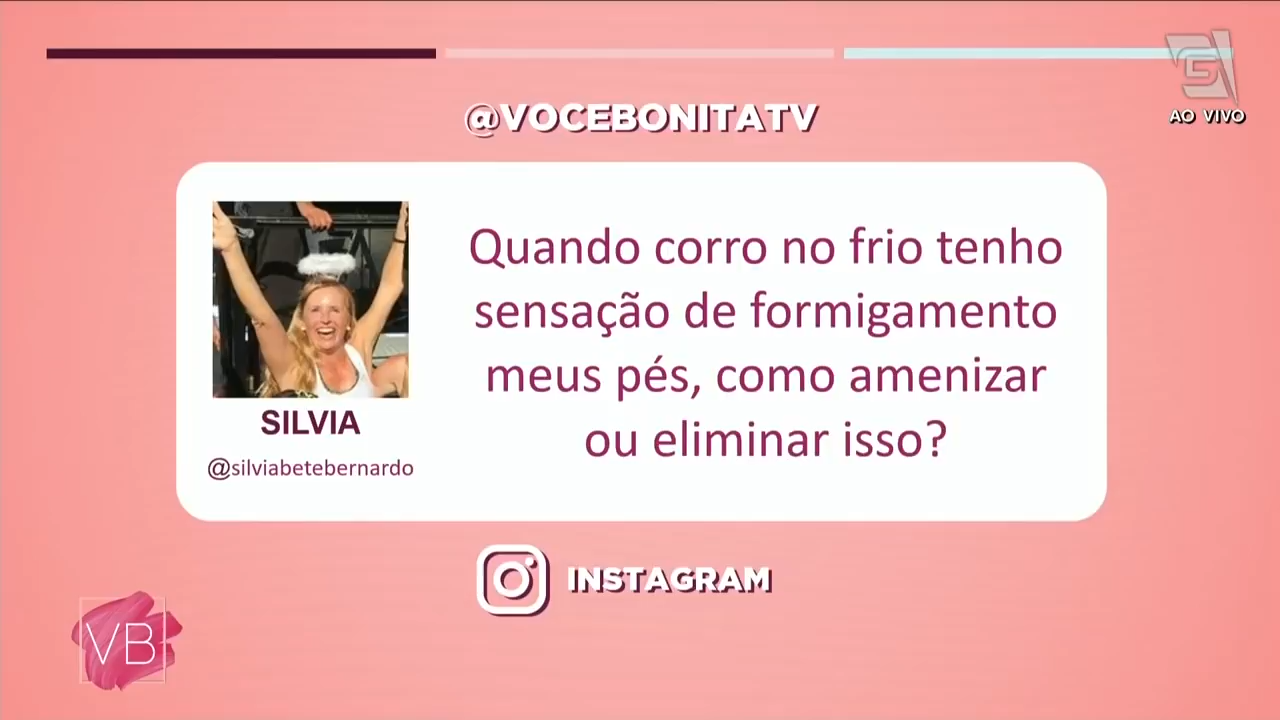 @VOCEBONITATV
AO VIVO
Quando corro no frio tenho
sensação de formigamento
meus pés, como amenizar
ou eliminar isso?
SILVIA
@silviabetebernardo
INSTAGRAM
VB